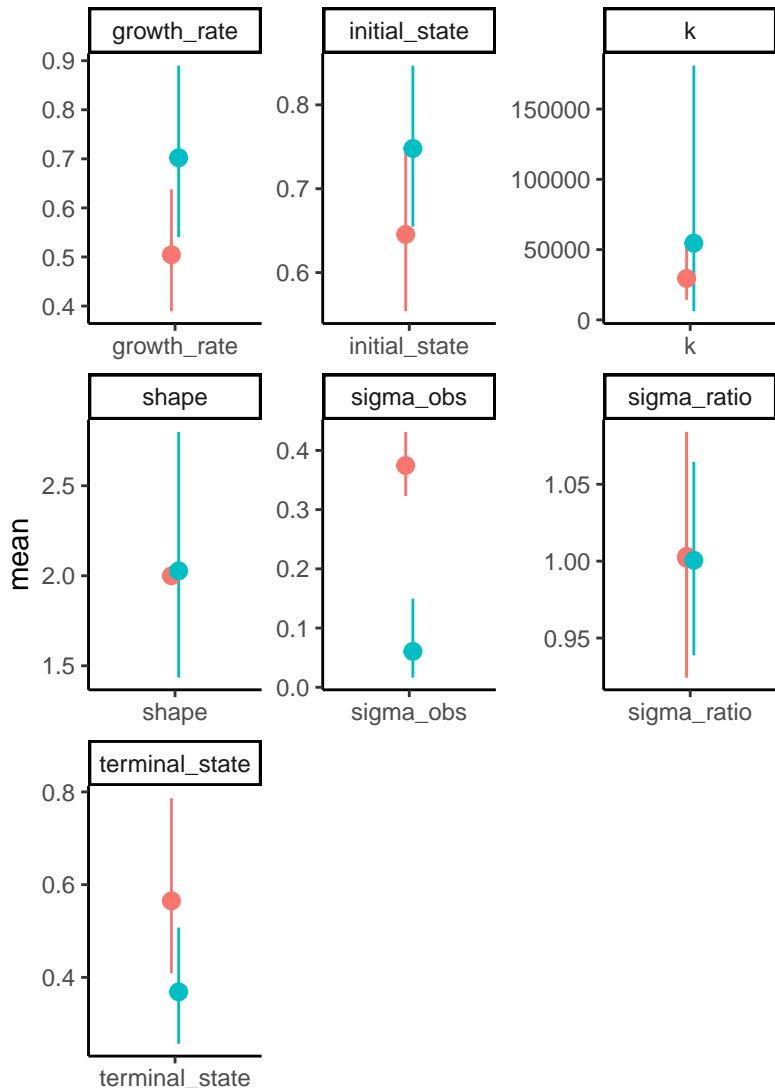 growth_rate
initial_state
k
0.9
0.8
0.7
0.6
0.5
0.4
0.8
0.7
0.6
150000
100000
50000
0
growth_rate
initial_state
k
shape
sigma_obs
sigma_ratio
mean
2.5
2.0
1.5
0.4
0.3
0.2
0.1
0.0
1.05
1.00
0.95
shape
sigma_obs
sigma_ratio
terminal_state
0.8
0.6
0.4
terminal_state